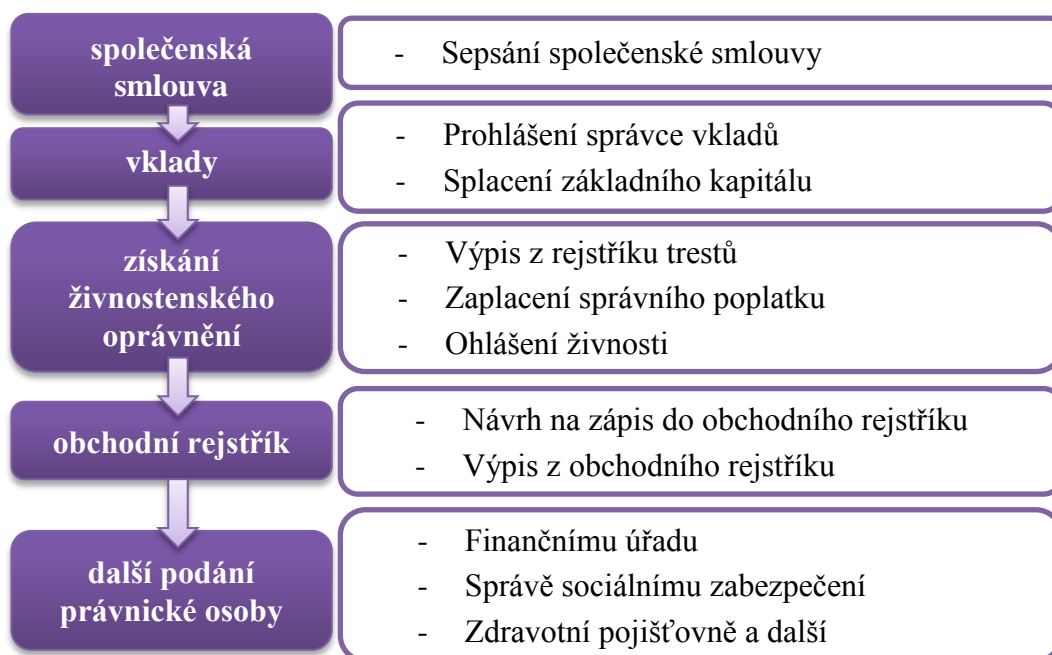 společenská
smlouva
- Sepsání společenské smlouvy
vklady
- Prohlášení správce vkladů
- Splacení základního kapitálu
získání
živnostenského
oprávnění
- Výpis z rejstříku trestů
- Zaplacení správního poplatku
- Ohlášení živnosti
obchodní rejstřík
- Návrh na zápis do obchodního rejstříku
- Výpis z obchodního rejstříku
další podání
právnické osoby
- Finančnímu úřadu
- Správě sociálnímu zabezpečení
- Zdravotní pojišťovně a další